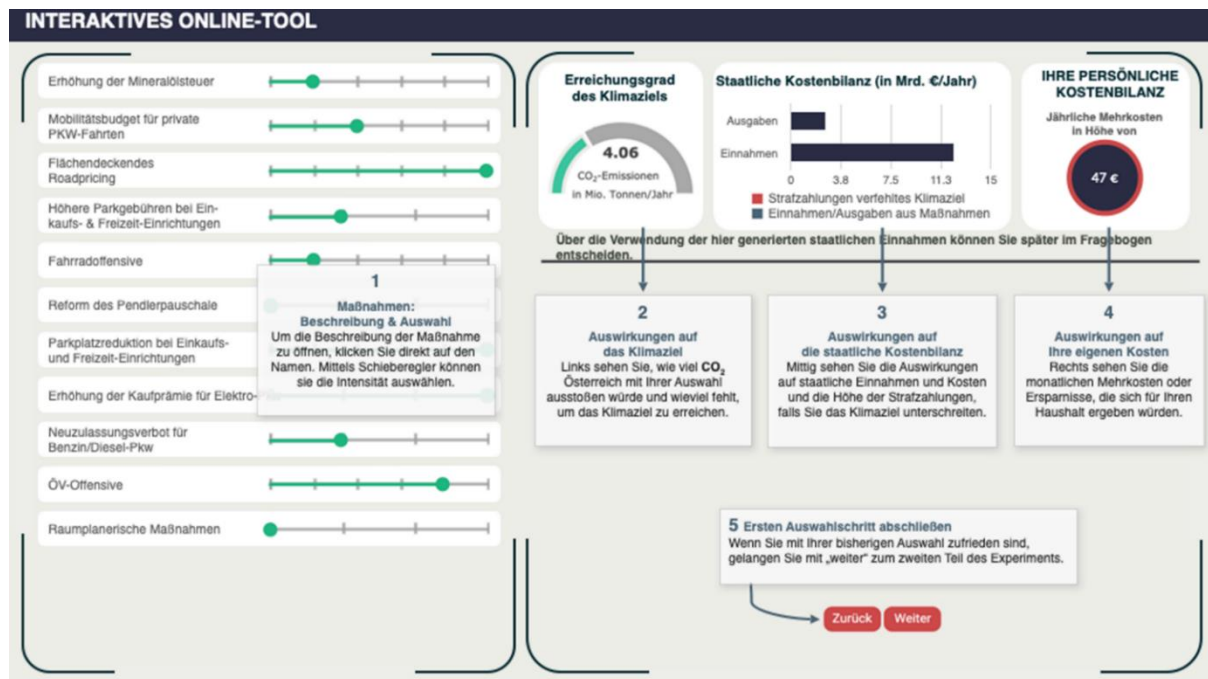 INTERAKTIVES ONLINE-TOOL
Erhöhung der Mineralölsteuer
Mobilitätsbudget für private
PKW-Fahrten
Flächendeckendes
Roadpricing
Höhere Parkgebühren bei Ein-
kaufs- & Freizeit-Einrichtungen
Fahrradoffensive
Reform des Pendlerpauschale
Parkplatzreduktion bei Einkaufs-
und Freizeit-Einrichtungen
Erhöhung der Kaufprämie für Elektro-
Neuzulassungsverbot für
Benzin/Diesel-Pkw
ÖV-Offensive
Raumplanerische Maßnahmen
1
Maßnahmen:
Beschreibung & Auswahl
Um die Beschreibung der Maßnahme
zu öffnen, klicken Sie direkt auf den
Namen. Mittels Schieberegler können
sie die Intensität auswählen.
Erreichungsgrad
des Klimaziels
4.06
CO₂-Emissionen
in Mio. Tonnen/Jahr
Staatliche Kostenbilanz (in Mrd. €/Jahr)
Ausgaben
Einnahmen
0 3.8 7.5 11.3 15
Strafzahlungen verfehltes Klimaziel
Einnahmen/Ausgaben aus Maßnahmen
IHRE PERSÖNLICHE
KOSTENBILANZ
Jährliche Mehrkosten
in Höhe von
47 €
Über die Verwendung der hier generierten staatlichen Einnahmen können Sie später im Fragebogen
entscheiden.
2
Auswirkungen auf
das Klimaziel
Links sehen Sie, wie viel CO₂
Österreich mit Ihrer Auswahl
ausstoßen würde und wieviel fehlt,
um das Klimaziel zu erreichen.
3
Auswirkungen auf
die staatliche Kostenbilanz
Mittig sehen Sie die Auswirkungen
auf staatliche Einnahmen und Kosten
und die Höhe der Strafzahlungen,
falls Sie das Klimaziel unterschreiten.
4
Auswirkungen auf
Ihre eigenen Kosten
Rechts sehen Sie die
monatlichen Mehrkosten oder
Ersparnisse, die sich für Ihren
Haushalt ergeben würden.
5 Ersten Auswahlschritt abschließen
Wenn Sie mit Ihrer bisherigen Auswahl zufrieden sind,
gelangen Sie mit „weiter" zum zweiten Teil des Experiments.
Zurück Weiter